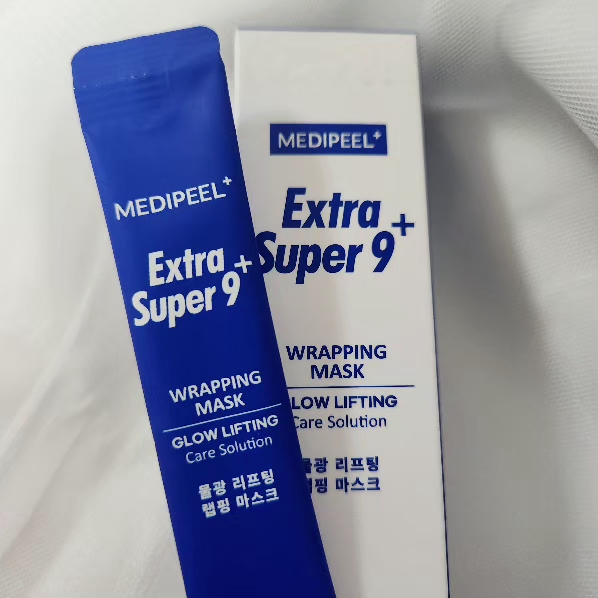 MEDIPEEL+
Extra
Super 9+
WRAPPING
MASK
GLOW LIFTING
Care Solution
물광 리프팅
랩핑 마스크
MEDIPEEL+
Extra
Super 9+
WRAPPING
MASK
LOW LIFTING
Care Solution
물광 리프팅
랩핑 마스크